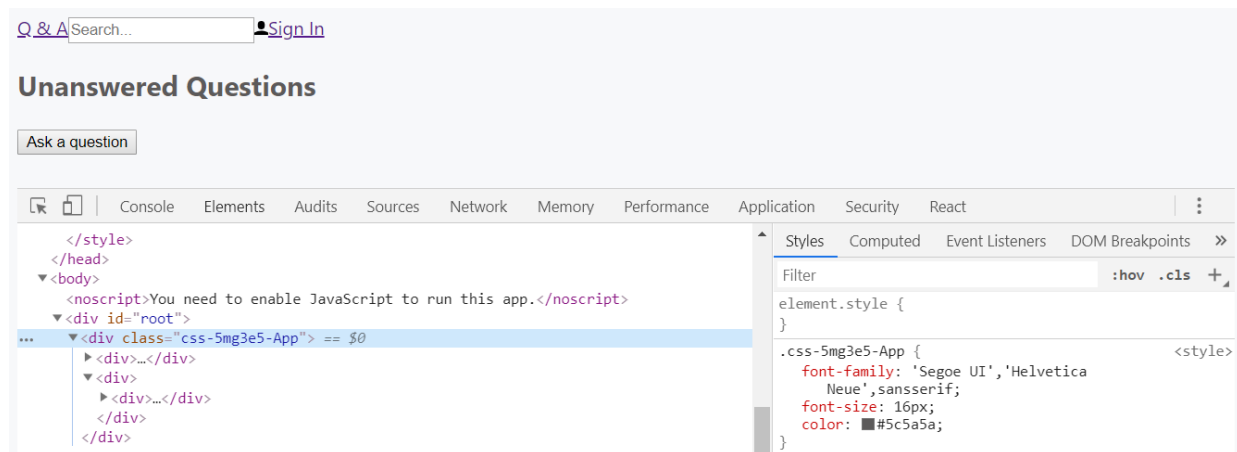 Q & A Search... Sign In
Unanswered Questions
Ask a question
Console Elements Audits Sources Network Memory Performance Application Security React
</style>
</head>
<body>
<noscript>You need to enable JavaScript to run this app.</noscript>
<div id="root">
<div class="css-5mg3e5-App"> == $0
<div>…</div>
<div>
<div>…</div>
</div>
</div>
Styles Computed Event Listeners DOM Breakpoints »
Filter :hov .cls +
element.style {
}
.css-5mg3e5-App { <style>
font-family: 'Segoe UI','Helvetica
Neue',sansserif;
font-size: 16px;
color: #5c5a5a;
}